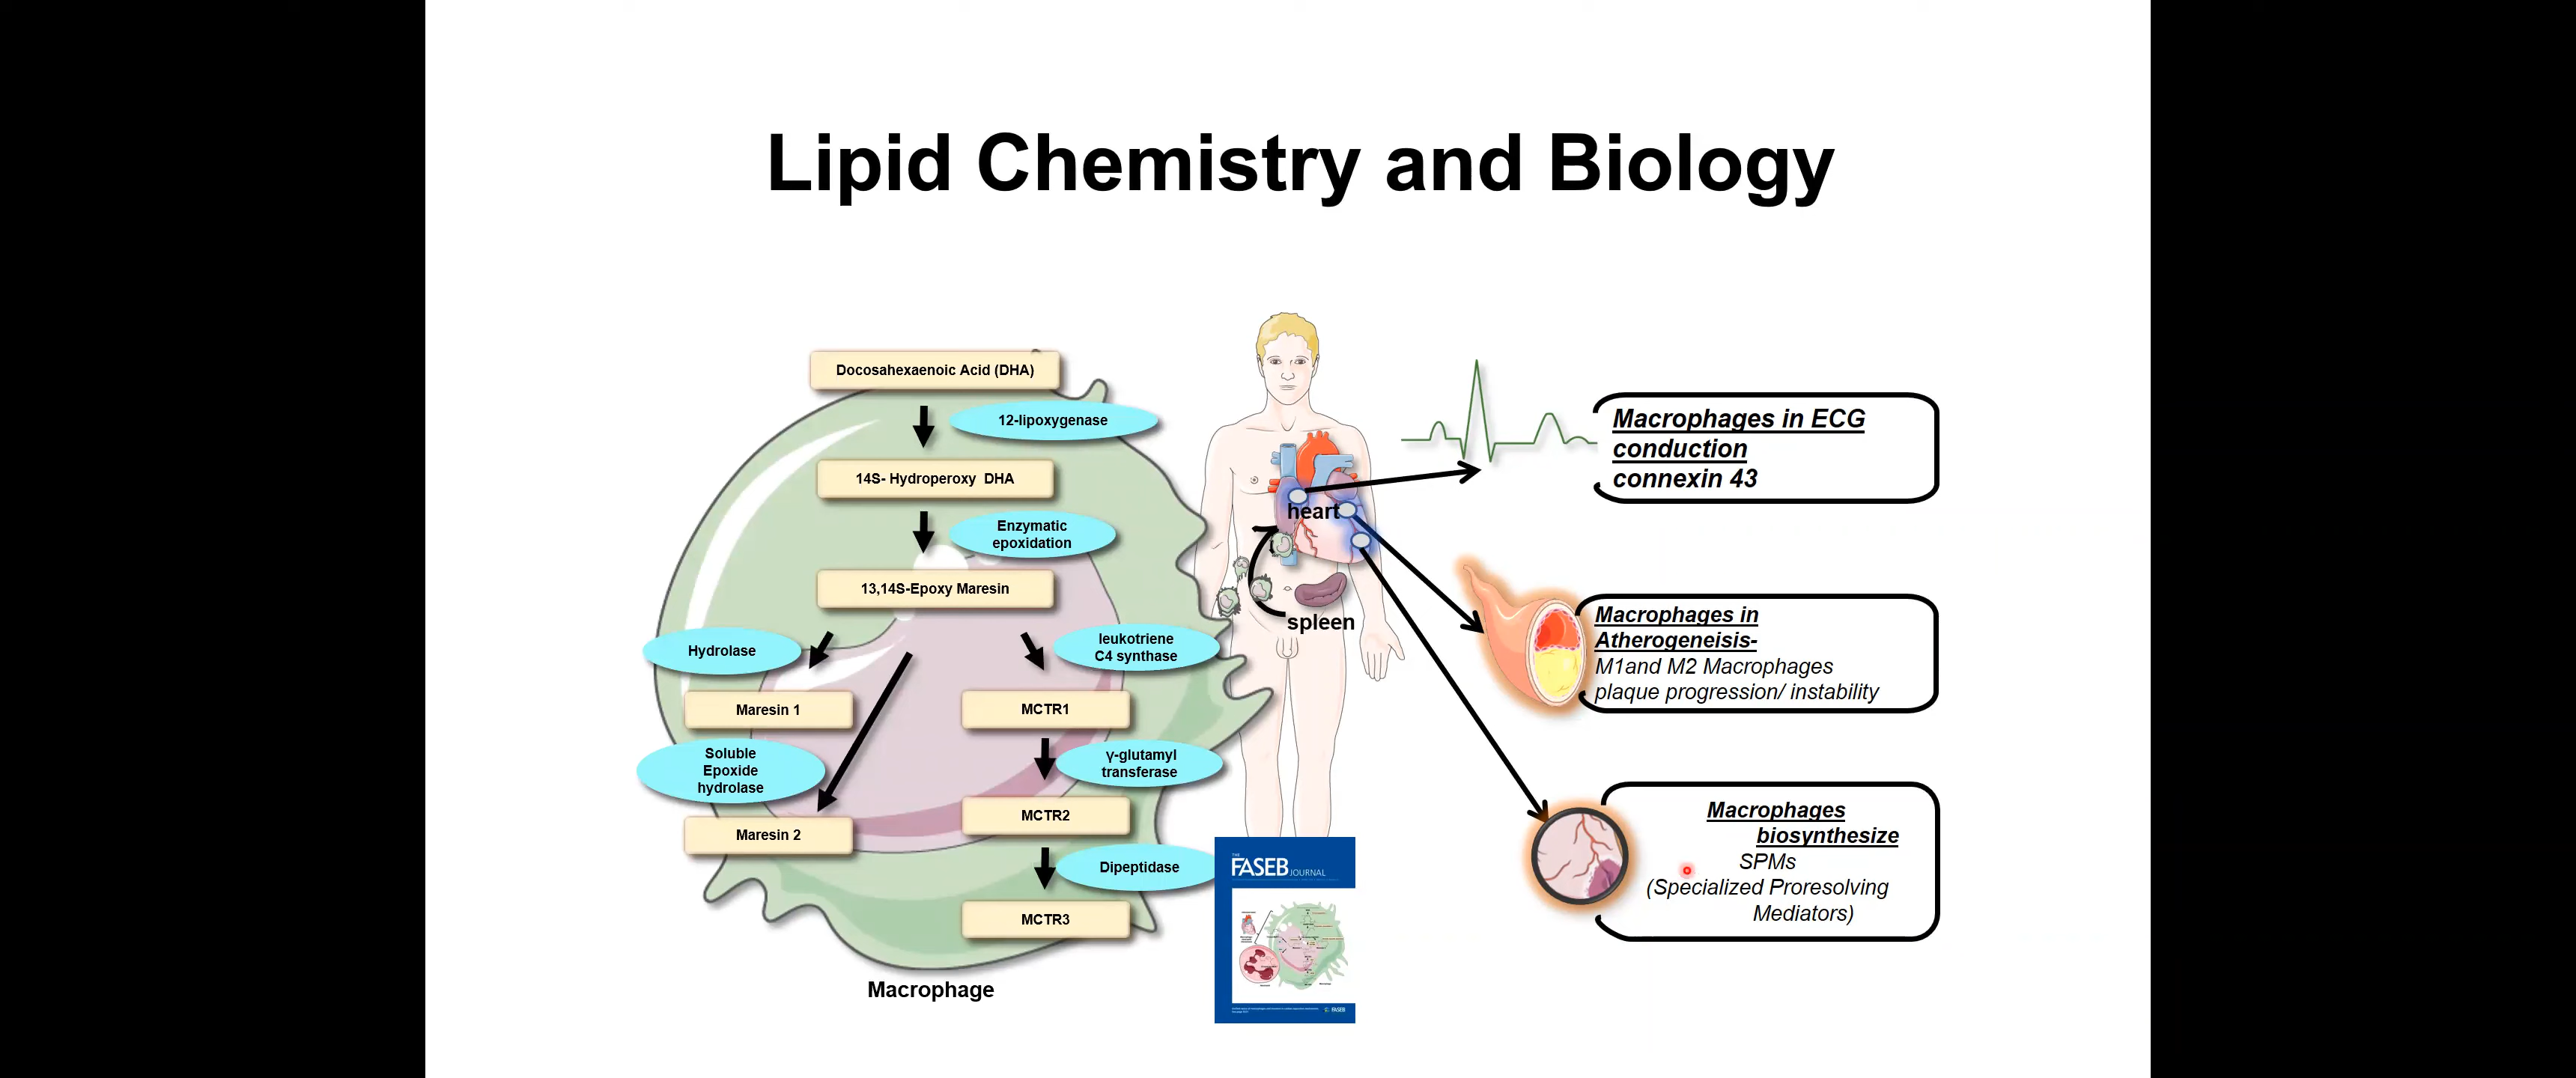 Lipid Chemistry and Biology
Docosahexaenoic Acid (DHA)
12-lipoxygenase
14S- Hydroperoxy DHA
Enzymatic
epoxidation
13,14S-Epoxy Maresin
Hydrolase
leukotriene
C4 synthase
Maresin 1
MCTR1
Soluble
Epoxide
hydrolase
γ-glutamyl
transferase
Maresin 2
MCTR2
Dipeptidase
MCTR3
Macrophage
heart
spleen
THE
FASEB JOURNAL
FASEB
Macrophages in ECG
conduction
connexin 43
Macrophages in
Atherogeneisis-
M1and M2 Macrophages
plaque progression/ instability
Macrophages
biosynthesize
SPMs
(Specialized Proresolving
Mediators)